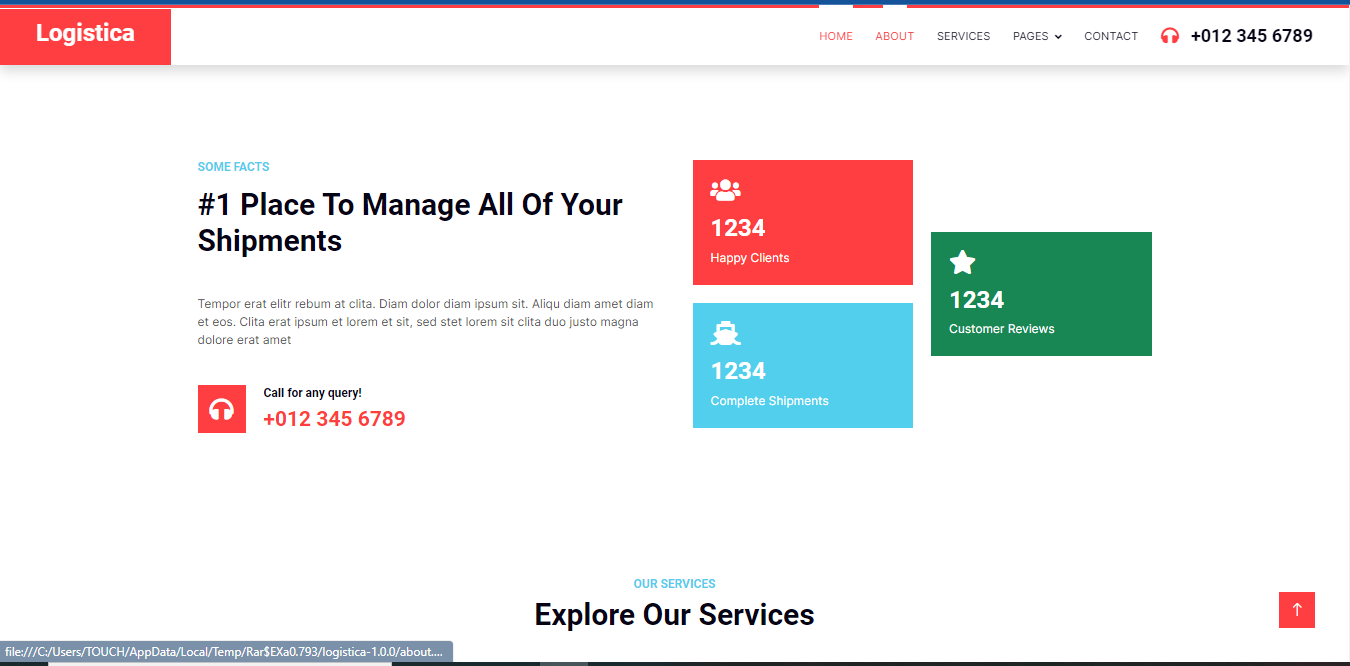 Logistica
HOME ABOUT SERVICES PAGES CONTACT +012 345 6789
SOME FACTS
#1 Place To Manage All Of Your
Shipments
Tempor erat elitr rebum at clita. Diam dolor diam ipsum sit. Aliqu diam amet diam
et eos. Clita erat ipsum et lorem et sit, sed stet lorem sit clita duo justo magna
dolore erat amet
Call for any query!
+012 345 6789
1234
Happy Clients
1234
Complete Shipments
1234
Customer Reviews
OUR SERVICES
Explore Our Services
file:///C:/Users/TOUCH/AppData/Local/Temp/Rar$EXa0.793/logistica-1.0.0/about....